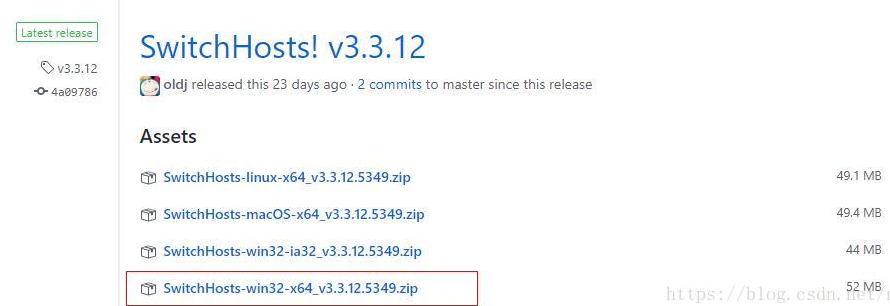 Latest release
SwitchHosts! v3.3.12
v3.3.12
oldj released this 23 days ago · 2 commits to master since this release
4a09786
Assets
SwitchHosts-linux-x64_v3.3.12.5349.zip 49.1 MB
SwitchHosts-macOS-x64_v3.3.12.5349.zip 49.4 MB
SwitchHosts-win32-ia32_v3.3.12.5349.zip 44 MB
SwitchHosts-win32-x64_v3.3.12.5349.zip 52 MB
https://blog.csdn.net/